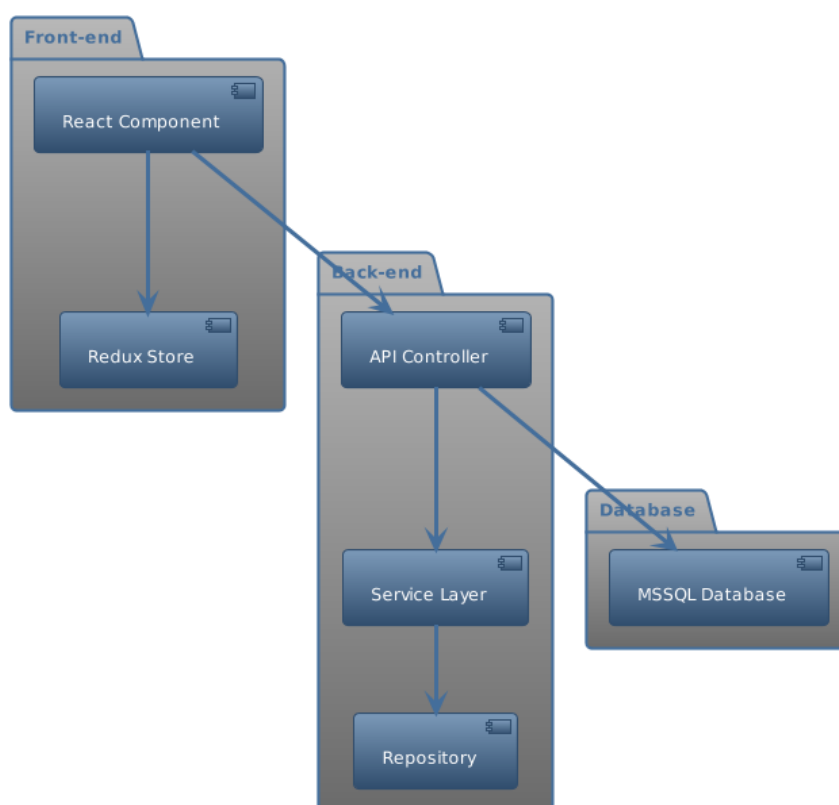 Front-end
React Component
Redux Store
Back-end
API Controller
Service Layer
Repository
Database
MSSQL Database